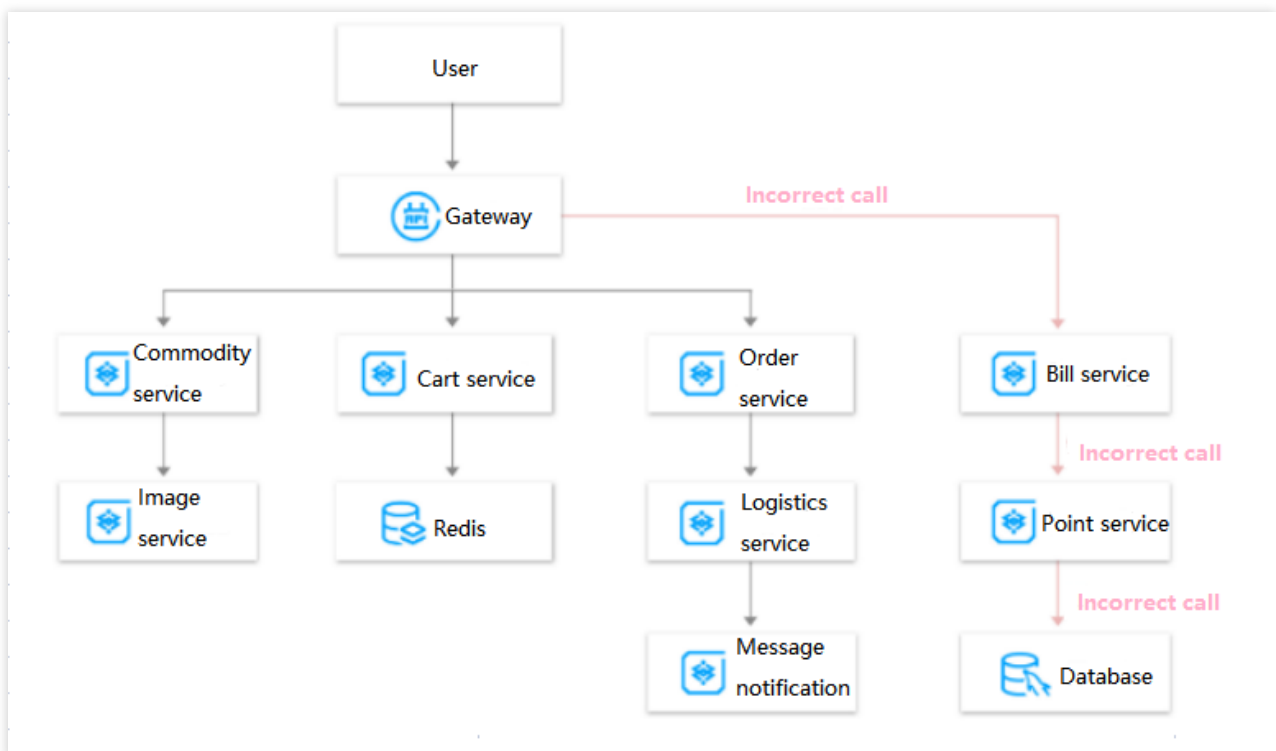 User
Incorrect call
API
Gateway
Commodity
service
Cart service
Order
service
Bill service
Incorrect call
Image
service
Redis
Logistics
service
Point service
Incorrect call
Message
notification
Database